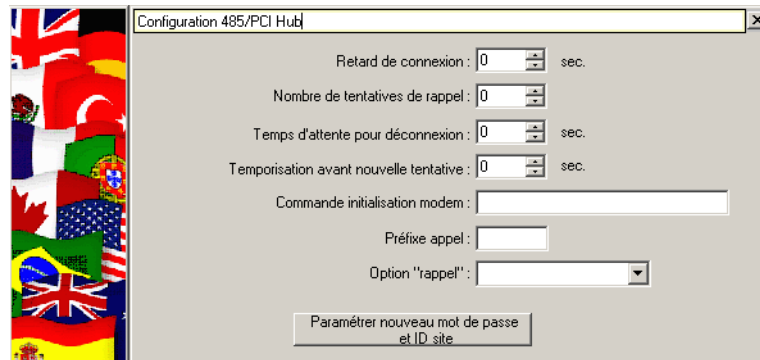 Configuration 485/PCI Hub
Retard de connexion : 0 sec.
Nombre de tentatives de rappel : 0
Temps d'attente pour déconnexion : 0 sec.
Temporisation avant nouvelle tentative : 0 sec.
Commande initialisation modem :
Préfixe appel :
Option "rappel" :
Paramétrer nouveau mot de passe
et ID site